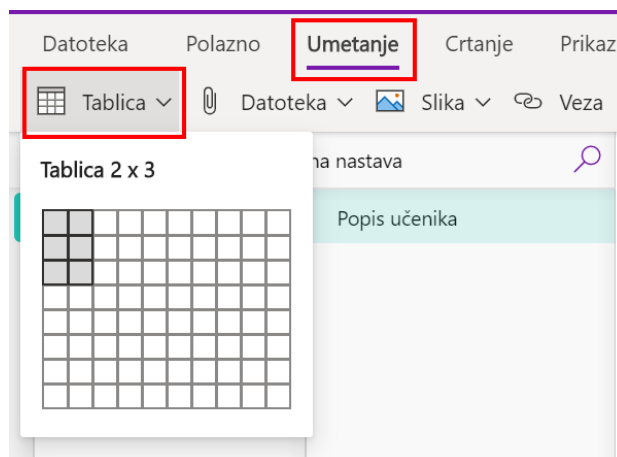 Datoteka Polazno Umetanje Crtanje Prikaz
Tablica Datoteka Slika Veza
Tablica 2 x 3
na nastava
Popis učenika